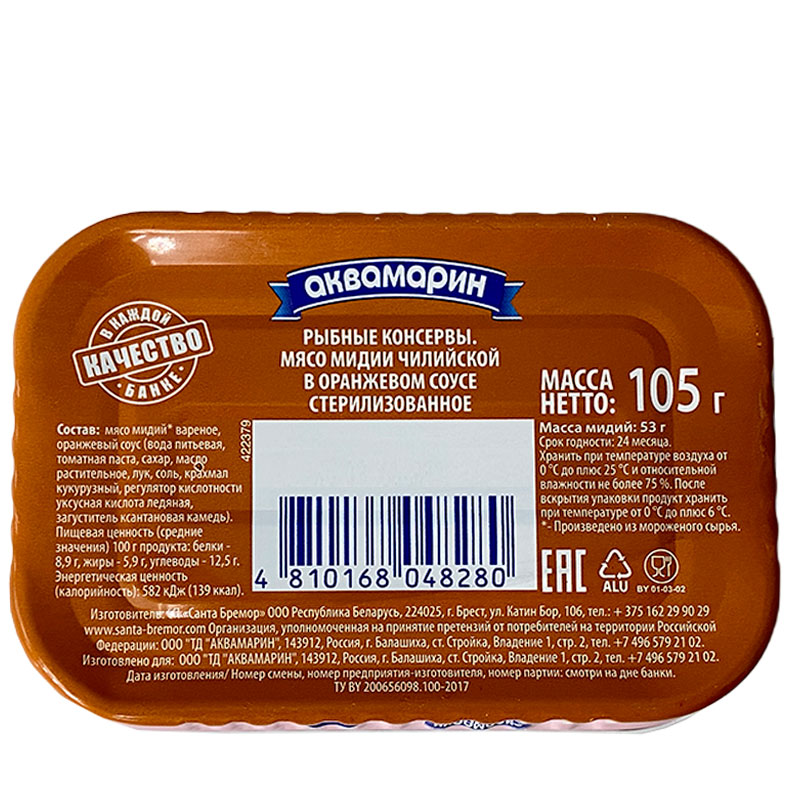 аквамарин
В КАЖДОЙ
КАЧЕСТВО
БАНКЕ
РЫБНЫЕ КОНСЕРВЫ.
МЯСО МИДИИ ЧИЛИЙСКОЙ
В ОРАНЖЕВОМ СОУСЕ
СТЕРИЛИЗОВАННОЕ
МАССА
НЕТТО: 105 г
Масса мидий: 53 г
Срок годности: 24 месяца.
Хранить при температуре воздуха от
0 °C до плюс 25 °C и относительной
влажности не более 75 %. После
вскрытия упаковки продукт хранить
при температуре от 0 °C до плюс 6 °C.
*- Произведено из мороженого сырья.
Состав: мясо мидий* вареное,
оранжевый соус (вода питьевая,
томатная паста, сахар, масло
растительное, лук, соль, крахмал
кукурузный, регулятор кислотности
уксусная кислота ледяная,
загуститель ксантановая камедь).
Пищевая ценность (средние
значения) 100 г продукта: белки -
8,9 г, жиры - 5,9 г, углеводы - 12,5 г.
Энергетическая ценность
(калорийность): 582 кДж (139 ккал).
422379
4 810168 048280
EAC
ALU
BY 01-03-02
Изготовитель: «Санта Бремор» ООО Республика Беларусь, 224025, г. Брест, ул. Катин Бор, 106, тел.: + 375 162 29 90 29
www.santa-bremor.com Организация, уполномоченная на принятие претензий от потребителей на территории Российской
Федерации: ООО "ТД "АКВАМАРИН", 143912, Россия, г. Балашиха, ст. Стройка, Владение 1, стр. 2, тел. +7 496 579 21 02.
Изготовлено для: ООО "ТД "АКВАМАРИН", 143912, Россия, г. Балашиха, ст. Стройка, Владение 1, стр. 2, тел. +7 496 579 21 02.
Дата изготовления/ Номер смены, номер предприятия-изготовителя, номер партии: смотри на дне банки.
ТУ BY 200656098.100-2017